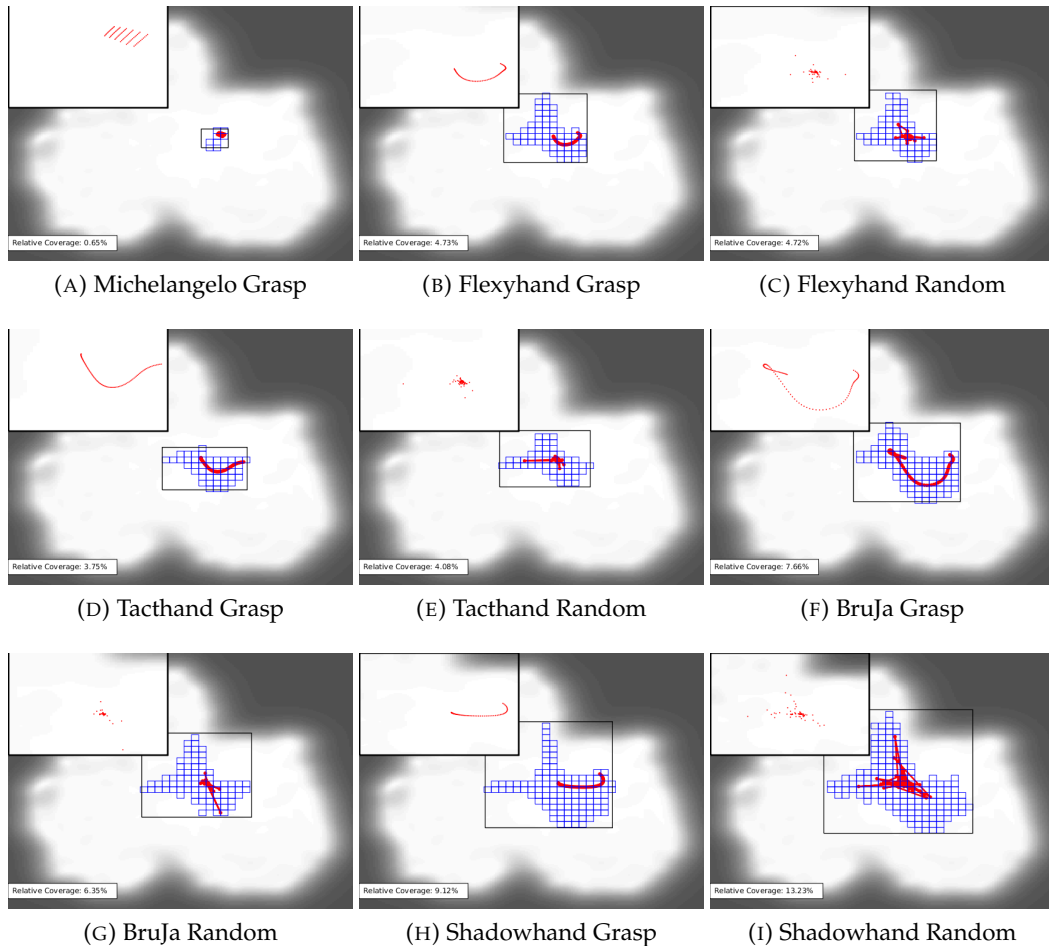 Relative Coverage: 0.65%
Relative Coverage: 4.73%
Relative Coverage: 4.72%
(A) Michelangelo Grasp
(B) Flexyhand Grasp
(C) Flexyhand Random
Relative Coverage: 3.75%
Relative Coverage: 4.08%
Relative Coverage: 7.66%
(D) Tacthand Grasp
(E) Tacthand Random
(F) BruJa Grasp
Relative Coverage: 6.35%
Relative Coverage: 9.12%
Relative Coverage: 13.23%
(G) BruJa Random
(H) Shadowhand Grasp
(I) Shadowhand Random